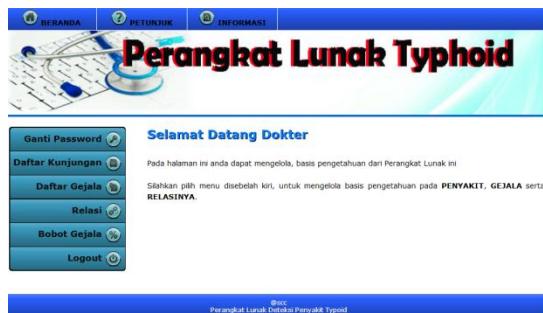 BERANDA PETUNJUK INFORMASI
Perangkat Lunak Typhoid
Ganti Password
Daftar Kunjungan
Daftar Gejala
Relasi
Bobot Gejala
Logout
Selamat Datang Dokter
Pada halaman ini anda dapat mengelola, basis pengetahuan dari Perangkat Lunak ini
Silahkan pilih menu disebelah kiri, untuk mengelola basis pengetahuan pada PENYAKIT, GEJALA serta
RELASINYA.
Perangkat Lunak Deteksi Penyakit Typoid